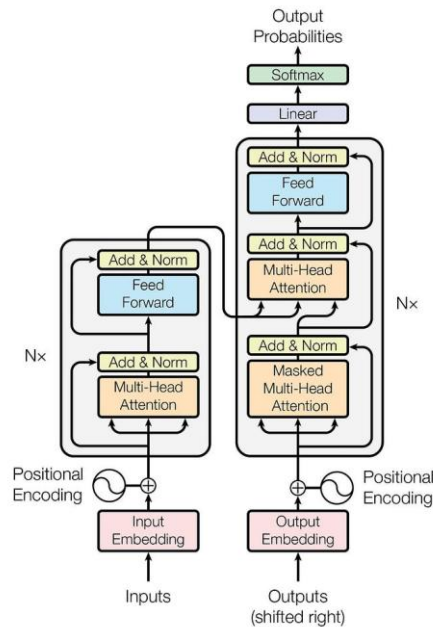 Output
Probabilities
Softmax
Linear
Add & Norm
Feed
Forward
Add & Norm
Multi-Head
Attention
Add & Norm
Masked
Multi-Head
Attention
N×
Positional
Encoding
Output
Embedding
Outputs
(shifted right)
Add & Norm
Feed
Forward
Add & Norm
Multi-Head
Attention
N×
Positional
Encoding
Input
Embedding
Inputs